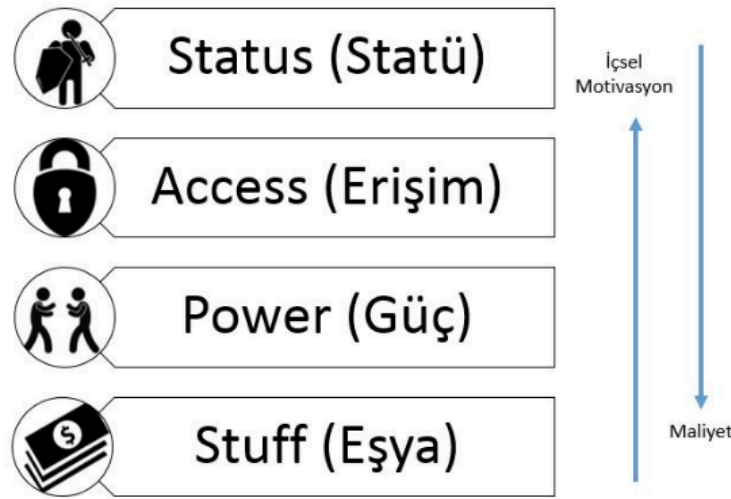 Status (Statü)
Access (Erişim)
Power (Güç)
Stuff (Eşya)
İçsel
Motivasyon
Maliyet
$